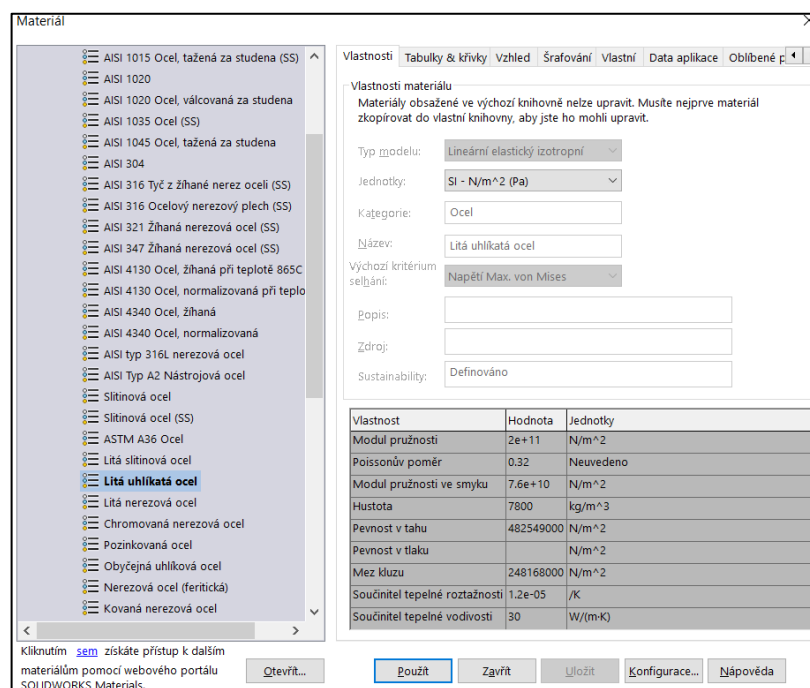 Materiál
AISI 1015 Ocel, tažená za studena (SS)
AISI 1020
AISI 1020 Ocel, válcovaná za studena
AISI 1035 Ocel (SS)
AISI 1045 Ocel, tažená za studena
AISI 304
AISI 316 Tyč z žíhané nerez oceli (SS)
AISI 316 Ocelový nerezový plech (SS)
AISI 321 Žíhaná nerezová ocel (SS)
AISI 347 Žíhaná nerezová ocel (SS)
AISI 4130 Ocel, žíhaná při teplotě 865C
AISI 4130 Ocel, normalizovaná při teplo
AISI 4340 Ocel, žíhaná
AISI 4340 Ocel, normalizovaná
AISI typ 316L nerezová ocel
AISI Typ A2 Nástrojová ocel
Slitinová ocel
Slitinová ocel (SS)
ASTM A36 Ocel
Litá slitinová ocel
Litá uhlíkatá ocel
Litá nerezová ocel
Chromovaná nerezová ocel
Pozinkovaná ocel
Obyčejná uhlíková ocel
Nerezová ocel (feritická)
Kovaná nerezová ocel
Kliknutím sem získáte přístup k dalším
materiálům pomocí webového portálu
SOLIDWORKS Materials.
Otevřít...
Vlastnosti Tabulky & křivky Vzhled Šrafování Vlastní Data aplikace Oblíbené p
Vlastnosti materiálu
Materiály obsažené ve výchozí knihovně nelze upravit. Musíte nejprve materiál
zkopírovat do vlastní knihovny, aby jste ho mohli upravit.
Typ modelu: Lineární elastický izotropní
Jednotky: SI - N/m^2 (Pa)
Kategorie: Ocel
Název: Litá uhlíkatá ocel
Výchozí kritérium
selhání: Napětí Max. von Mises
Popis:
Zdroj:
Sustainability: Definováno
Vlastnost Hodnota Jednotky
Modul pružnosti 2e+11 N/m^2
Poissonův poměr 0.32 Neuvedeno
Modul pružnosti ve smyku 7.6e+10 N/m^2
Hustota 7800 kg/m^3
Pevnost v tahu 482549000 N/m^2
Pevnost v tlaku N/m^2
Mez kluzu 248168000 N/m^2
Součinitel tepelné roztažnosti 1.2e-05 /K
Součinitel tepelné vodivosti 30 W/(m·K)
Použít Zavřít Uložit Konfigurace... Nápověda